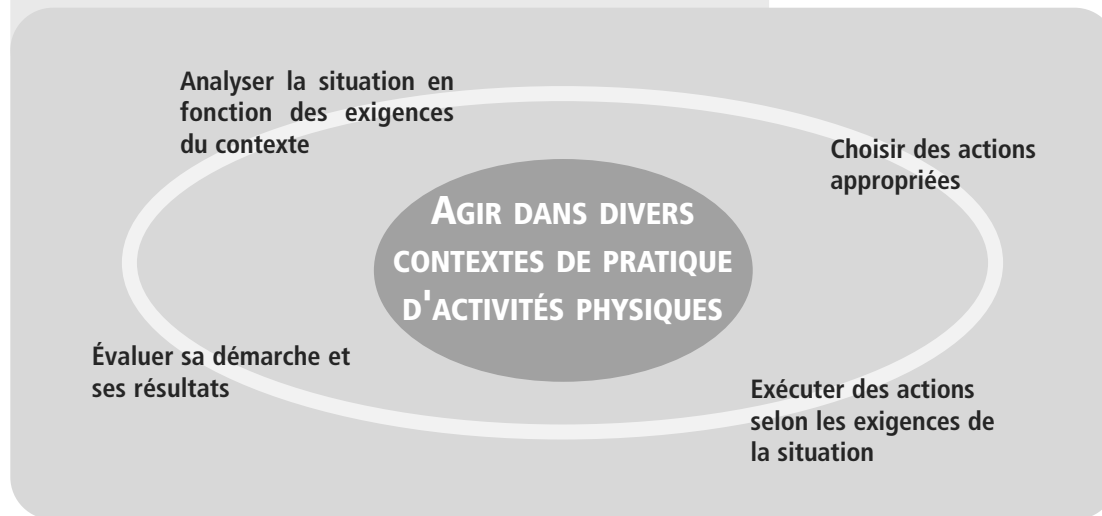 Analyser la situation en
fonction des exigences
du contexte
Choisir des actions
appropriées
AGIR DANS DIVERS
CONTEXTES DE PRATIQUE
D'ACTIVITÉS PHYSIQUES
Évaluer sa démarche et
ses résultats
Exécuter des actions
selon les exigences de
la situation